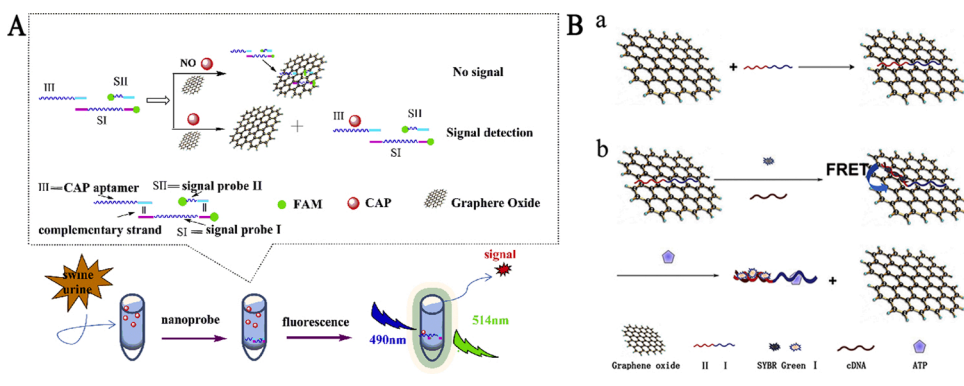 A
NO
No signal
III
SII
SI
III
SII
SI
Signal detection
III═CAP aptamer
SII═ signal probe II
FAM
CAP
Graphere Oxide
complementary strand
SI ═ signal probe I
swine
urine
nanoprobe
fluorescence
490nm
514nm
signal
B
a
+
b
FRET
+
Graphene oxide
II I
SYBR Green I
cDNA
ATP